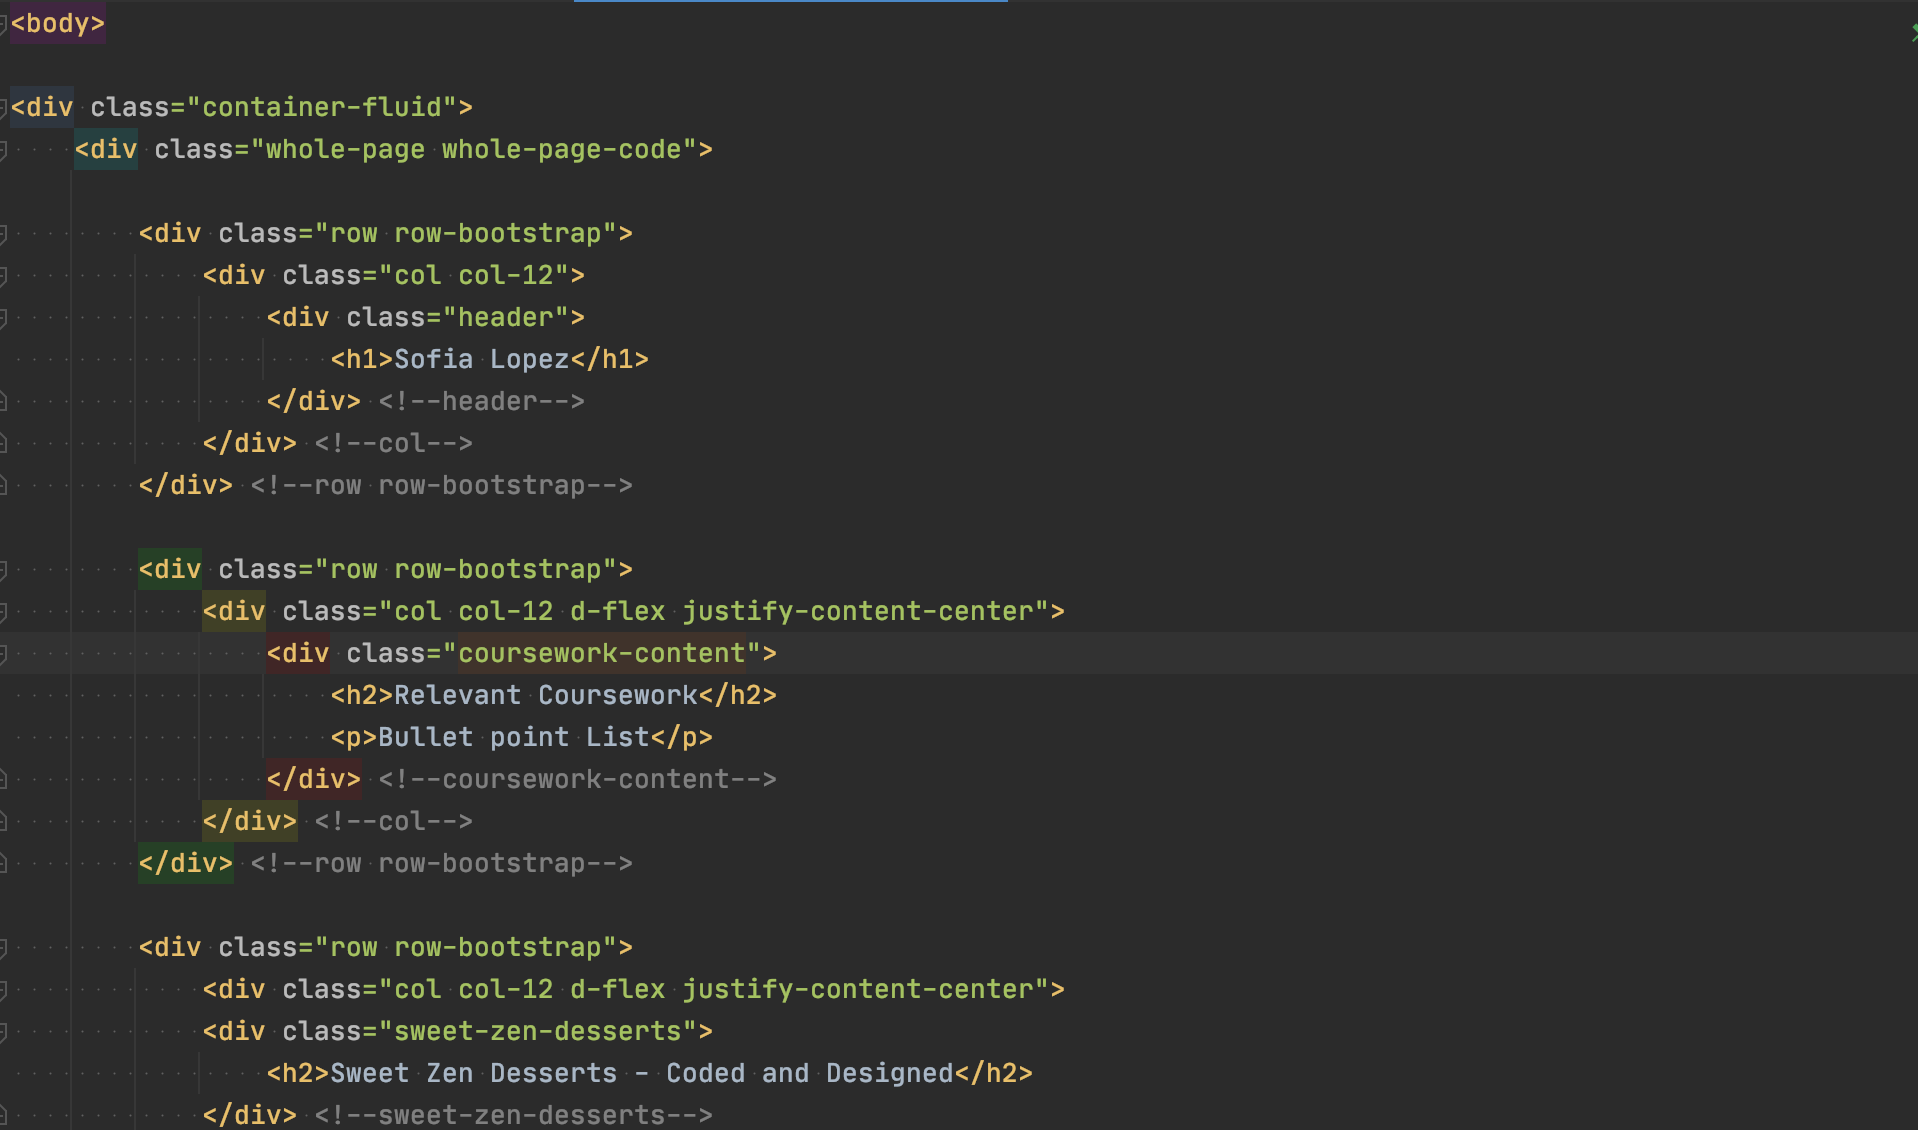 <body>
<div class="container-fluid">
<div class="whole-page whole-page-code">
<div class="row row-bootstrap">
<div class="col col-12">
<div class="header">
<h1>Sofia Lopez</h1>
</div> <!--header-->
</div> <!--col-->
</div> <!--row row-bootstrap-->
<div class="row row-bootstrap">
<div class="col col-12 d-flex justify-content-center">
<div class="coursework-content">
<h2>Relevant Coursework</h2>
<p>Bullet point List</p>
</div> <!--coursework-content-->
</div> <!--col-->
</div> <!--row row-bootstrap-->
<div class="row row-bootstrap">
<div class="col col-12 d-flex justify-content-center">
<div class="sweet-zen-desserts">
<h2>Sweet Zen Desserts - Coded and Designed</h2>
</div> <!--sweet-zen-desserts-->